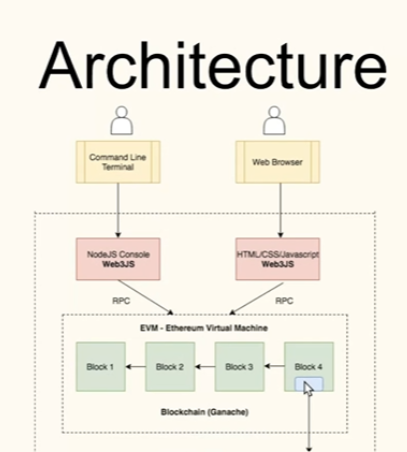 Architecture
Command Line
Terminal
Web Browser
NodeJS Console
Web3JS
HTML/CSS/Javascript
Web3JS
RPC
RPC
EVM - Ethereum Virtual Machine
Block 1
Block 2
Block 3
Block 4
Blockchain (Ganache)